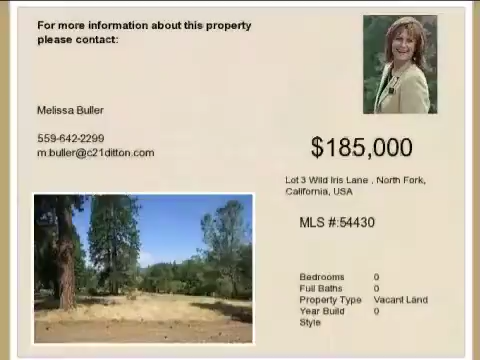 For more information about this property
please contact:
Melissa Buller
559-642-2299
m.buller@c21ditton.com
$185,000
Lot 3 Wild Iris Lane , North Fork,
California, USA
MLS #:54430
Bedrooms 0
Full Baths 0
Property Type Vacant Land
Year Build 0
Style